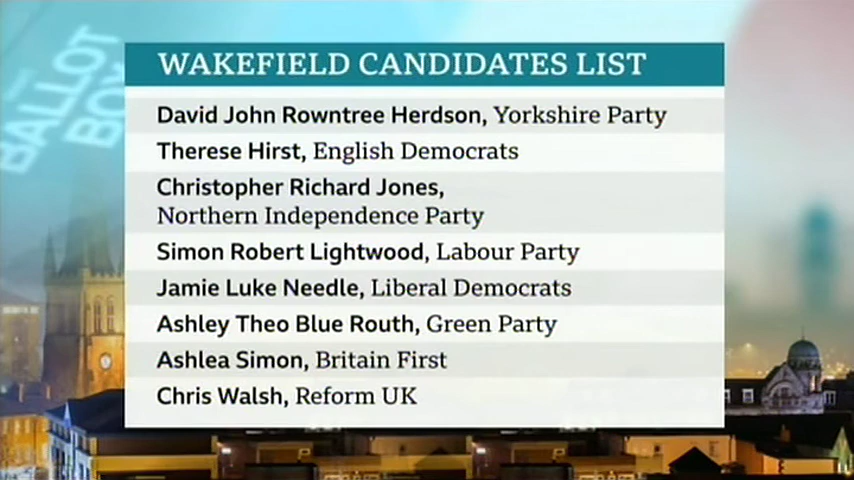 BALLOT
BO
WAKEFIELD CANDIDATES LIST
David John Rowntree Herdson, Yorkshire Party
Therese Hirst, English Democrats
Christopher Richard Jones,
Northern Independence Party
Simon Robert Lightwood, Labour Party
Jamie Luke Needle, Liberal Democrats
Ashley Theo Blue Routh, Green Party
Ashlea Simon, Britain First
Chris Walsh, Reform UK